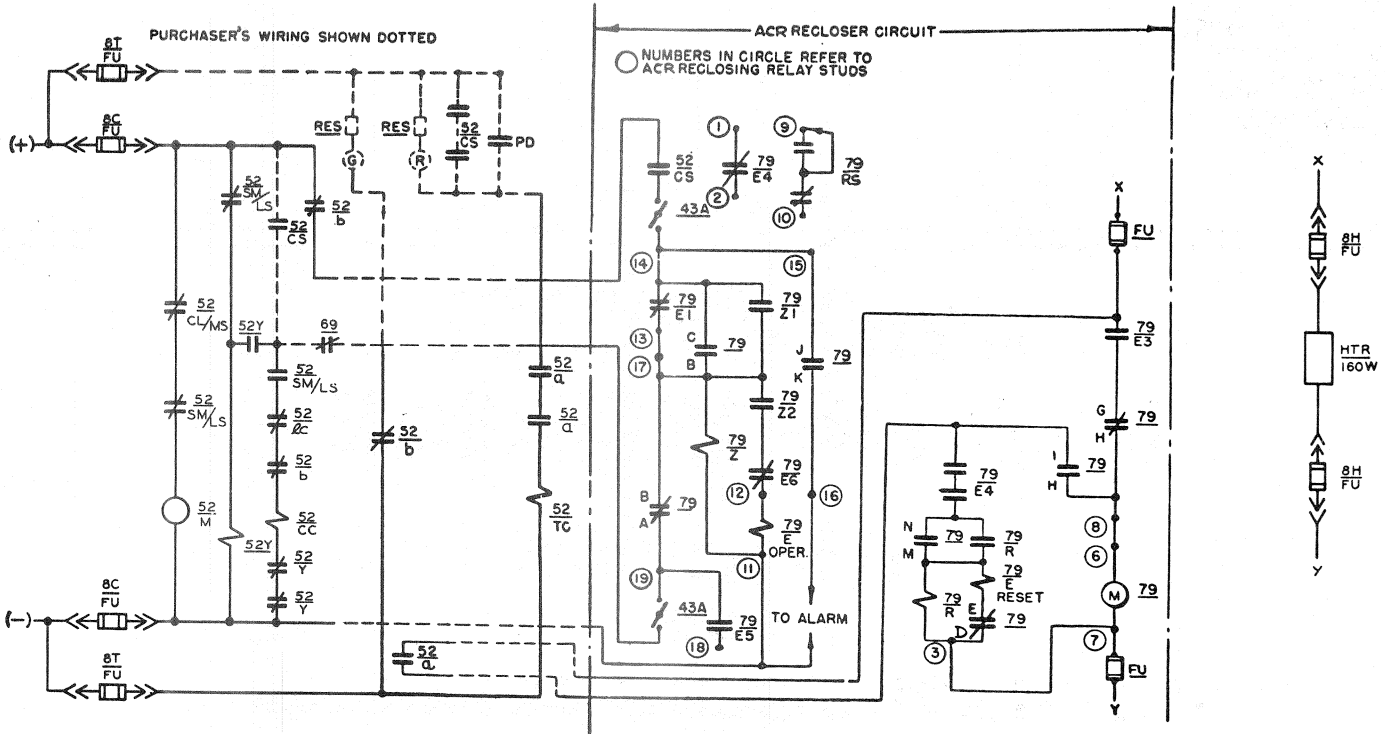 PURCHASER'S WIRING SHOWN DOTTED
ACR RECLOSER CIRCUIT
NUMBERS IN CIRCLE REFER TO
ACR RECLOSING RELAY STUDS
8T
FU
(+)
8C
FU
RES
G
RES
R
52
CS
PD
52
SM/LS
52
CS
52
b
52
CL/MS
52Y
69
52
SM/LS
52
SM/LS
52
lc
52
b
52
M
52Y
52
CC
52
Y
52
Y
52
b
52
a
52
a
52
TC
(-)
8C
FU
8T
FU
52
a
52
CS
43A
1
79
E4
2
9
79
RS
10
14
15
79
E1
79
Z1
13
C
79
17
B
J
79
K
79
Z2
79
Z
79
E6
12
16
B
79
A
79
E
OPER.
11
19
43A
79
E5
18
TO ALARM
X
FU
79
E3
G
79
H
I
79
H
79
E4
N
79
M
79
R
8
6
79
R
79
E
RESET
E
79
D
3
M
79
7
FU
Y
X
8H
FU
HTR
160W
8H
FU
Y